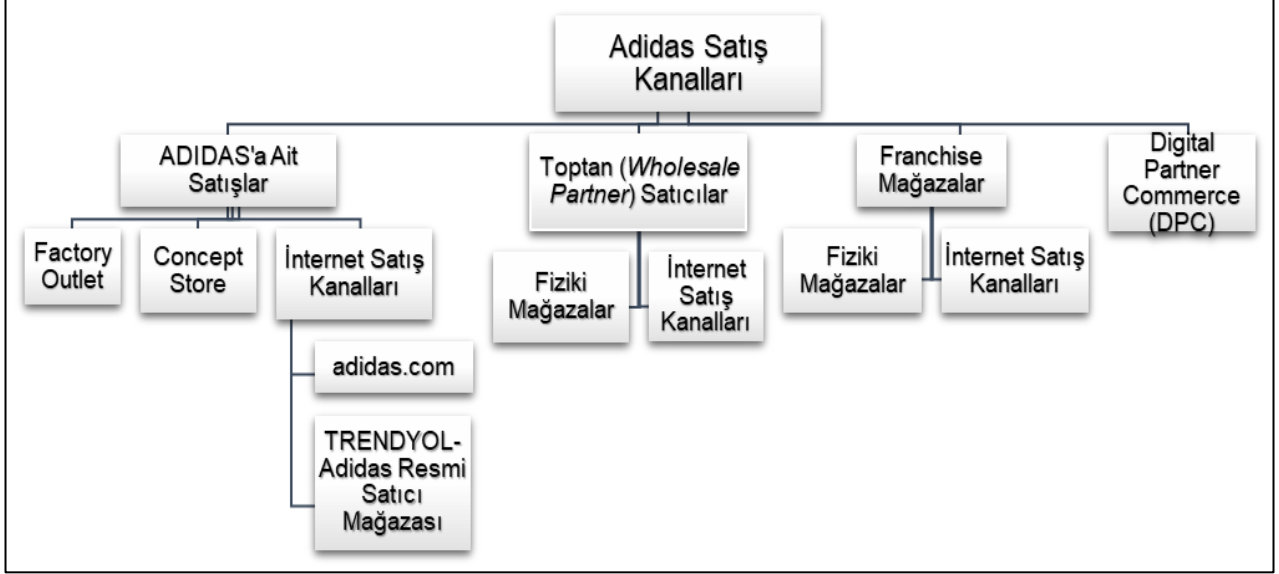 Adidas Satış
Kanalları
ADIDAS'a Ait
Satışlar
Factory
Outlet
Concept
Store
İnternet Satış
Kanalları
adidas.com
TRENDYOL-
Adidas Resmi
Satıcı
Mağazası
Toptan (Wholesale
Partner) Satıcılar
Fiziki
Mağazalar
İnternet
Satış
Kanalları
Franchise
Mağazalar
Fiziki
Mağazalar
İnternet Satış
Kanalları
Digital
Partner
Commerce
(DPC)